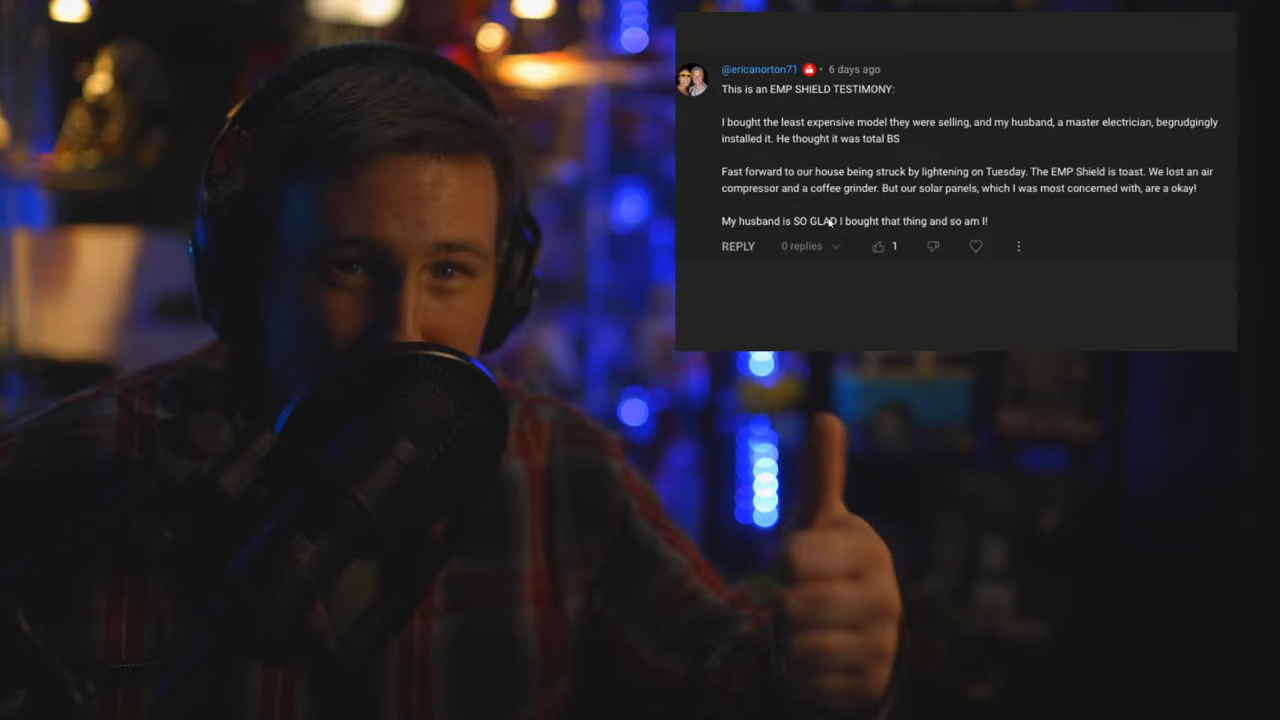 @ericnorton71 • 6 days ago
This is an EMP SHIELD TESTIMONY:
I bought the least expensive model they were selling, and my husband, a master electrician, begrudgingly
installed it. He thought it was total BS
Fast forward to our house being struck by lightening on Tuesday. The EMP Shield is toast. We lost an air
compressor and a coffee grinder. But our solar panels, which I was most concerned with, are a okay!
My husband is SO GLAD I bought that thing and so am I!
REPLY 0 replies 1